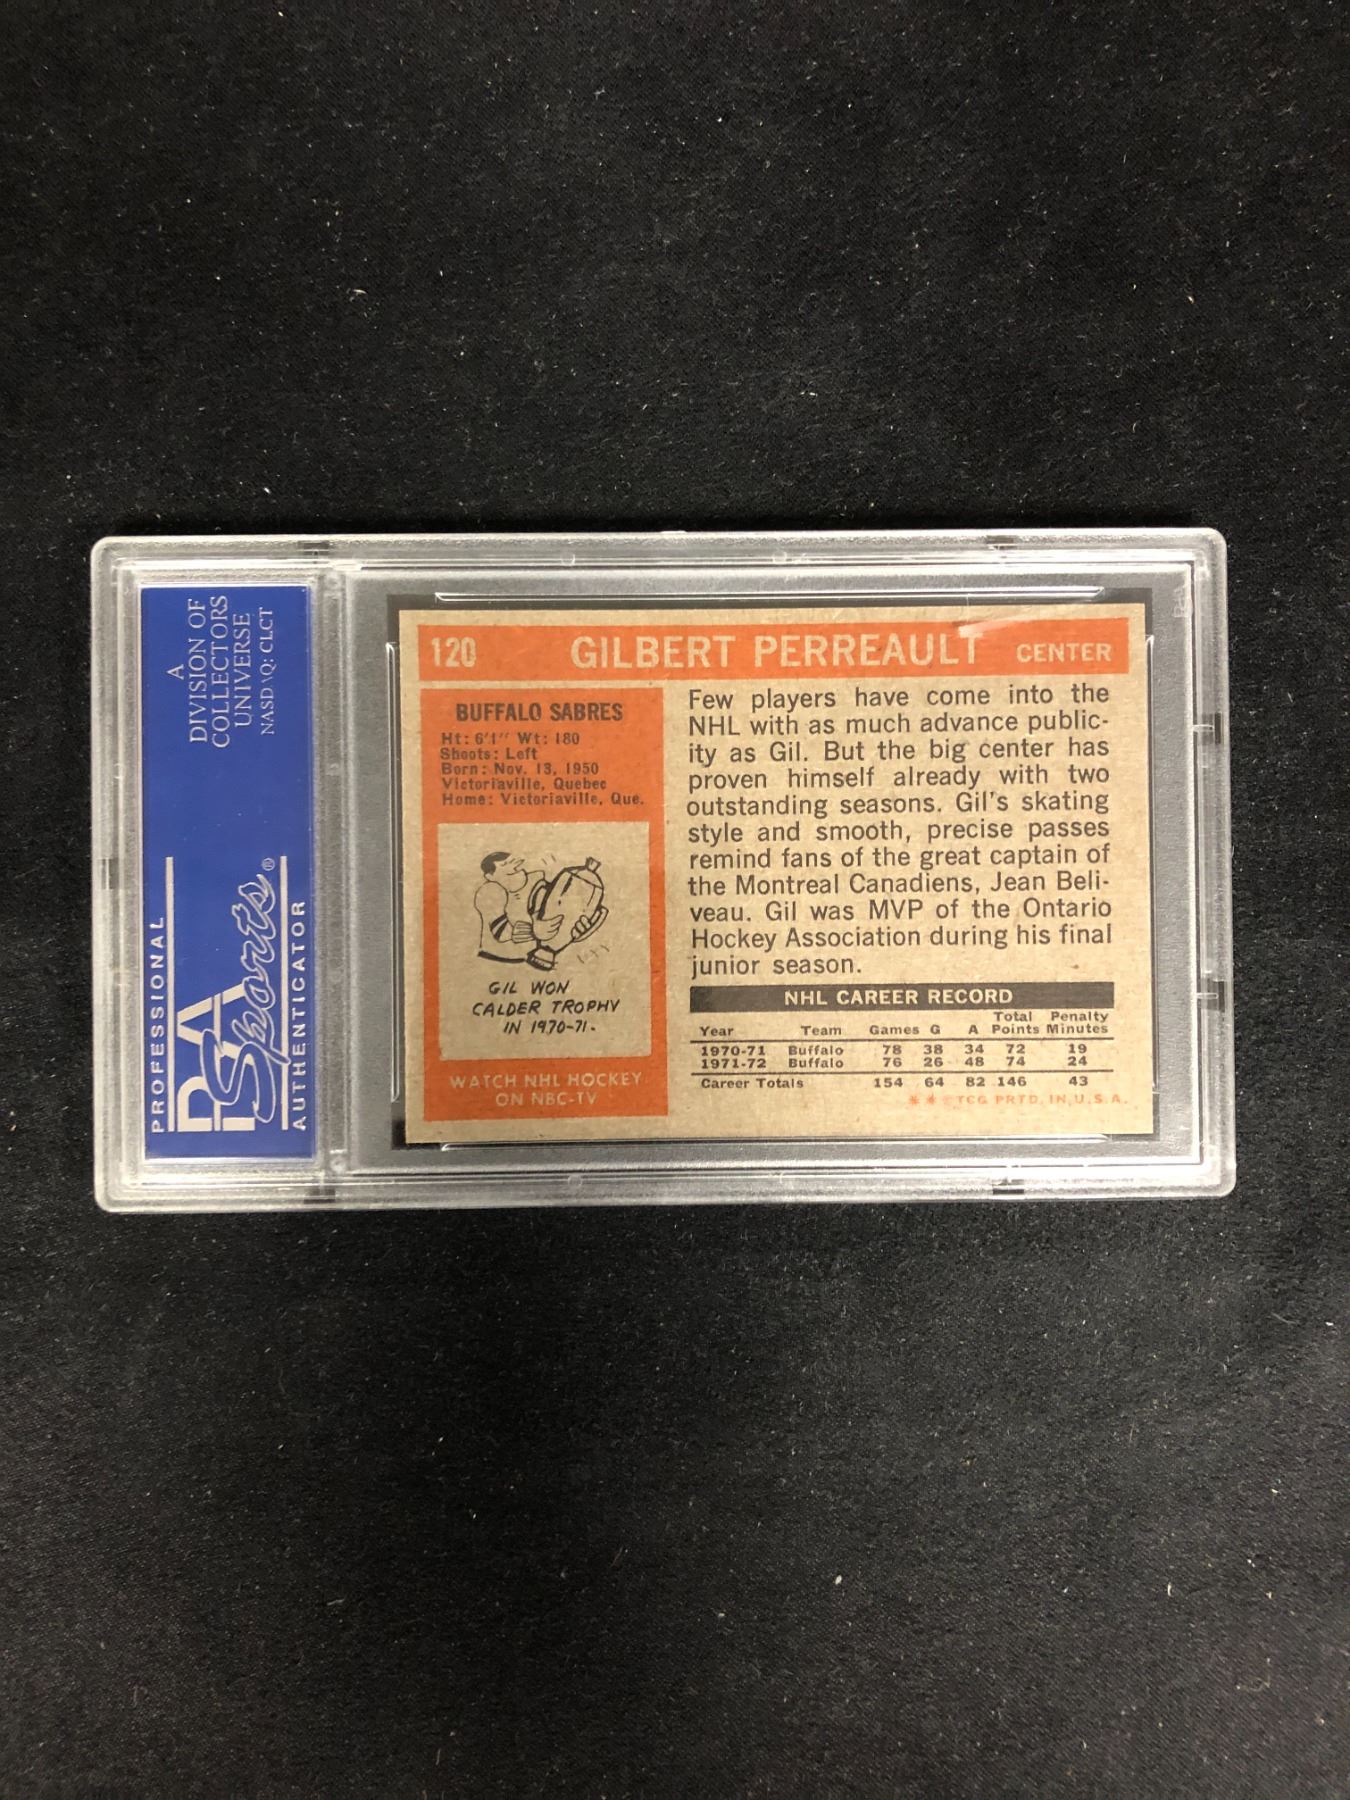 A
DIVISION OF
COLLECTORS
UNIVERSE
NASDAQ: CLCT
PROFESSIONAL
PSA
Sports®
AUTHENTICATOR
120 GILBERT PERREAULT CENTER
BUFFALO SABRES
Ht: 6'1" Wt: 180
Shoots: Left
Born: Nov. 13, 1950
Victoriaville, Quebec
Home: Victoriaville, Que.
GIL WON
CALDER TROPHY
IN 1970-71.
WATCH NHL HOCKEY
ON NBC-TV
Few players have come into the
NHL with as much advance public-
ity as Gil. But the big center has
proven himself already with two
outstanding seasons. Gil's skating
style and smooth, precise passes
remind fans of the great captain of
the Montreal Canadiens, Jean Beli-
veau. Gil was MVP of the Ontario
Hockey Association during his final
junior season.
NHL CAREER RECORD
Total Penalty
Year Team Games G A Points Minutes
1970-71 Buffalo 78 38 34 72 19
1971-72 Buffalo 76 26 48 74 24
Career Totals 154 64 82 146 43
* * © TCG PRTD. IN U.S.A.